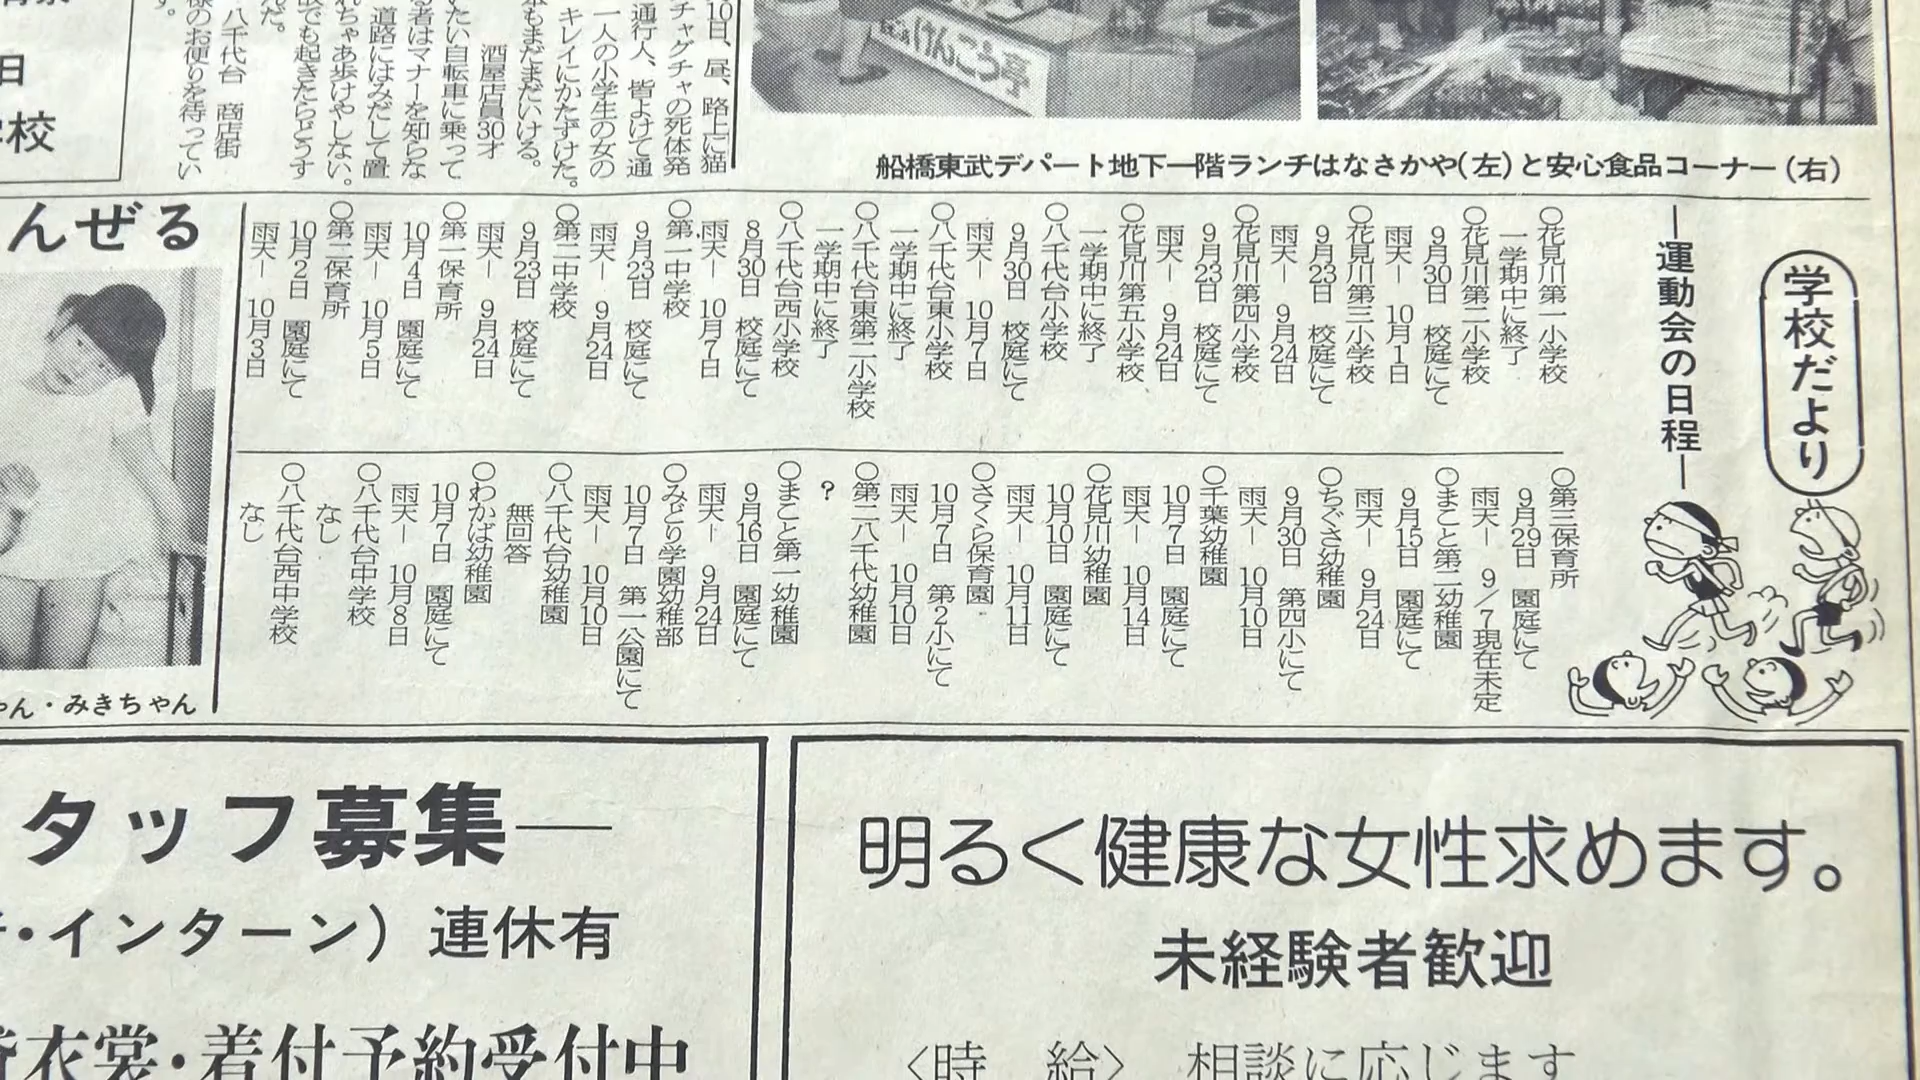 学校だより
―運動会の日程―
○花見川第一小学校
一学期中に終了
○花見川第二小学校
9月30日 校庭にて
雨天― 10月1日
○花見川第三小学校
9月23日 校庭にて
雨天― 9月24日
○花見川第四小学校
9月23日 校庭にて
雨天― 9月24日
○花見川第五小学校、
一学期中に終了
○八千代台小学校
9月30日 校庭にて
雨天― 10月7日
○八千代台東小学校
一学期中に終了
○八千代台東第二小学校
一学期中に終了
○八千代台西小学校
8月30日 校庭にて
雨天― 10月7日
○第一中学校
9月23日 校庭にて
雨天― 9月24日
○第二中学校
9月23日 校庭にて
雨天― 9月24日
○第一保育所
10月4日 園庭にて
雨天― 10月5日
○第二保育所
10月2日 園庭にて
雨天― 10月3日
○第三保育所
9月29日 園庭にて
雨天― 9/7現在未定
○まこと第二幼稚園
9月15日 園庭にて
雨天― 9月24日
○ちぐさ幼稚園
9月30日 第四小にて
雨天― 10月10日
○千葉幼稚園
10月7日 園庭にて
雨天― 10月14日
○花見川幼稚園
10月10日 園庭にて
雨天― 10月11日
○さくら保育園
10月7日 第2小にて
雨天― 10月10日
○第二八千代幼稚園
?
○まこと第一幼稚園
9月16日 園庭にて
雨天― 9月24日
○みどり学園幼稚部
10月7日 第一公園にて
雨天― 10月10日
○八千代台幼稚園
無回答
○わかば幼稚園
10月7日 園庭にて
雨天― 10月8日
○八千代台中学校
なし
○八千代台西中学校
なし
船橋東武デパート地下一階ランチはなさかや(左)と安心食品コーナー(右)
けんこう亭
10日、昼、路上に猫
チャグチャの死体発
通行人、皆よけて通
一人の小学生の女の
キレイにかたずけた。
本もまだまだいける。
酒屋店員30才
いたい自転車に乗って
る者はマナーを知らな
道路にはみだして置
れちゃあ歩けやしない。
故でも起きたらどうす
んだ。
八千代台 商店街
様のお便りを待ってい
す。
日
校
んぜる
ゃん・みきちゃん
タッフ募集―
・インターン) 連休有
衣裳・着付予約受付中
明るく健康な女性求めます。
未経験者歓迎
〈時 給〉 相談に応じます